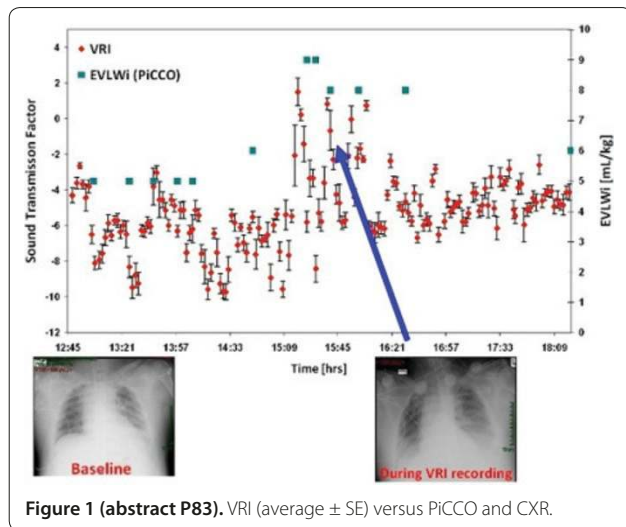 4
2
0
-2
-4
-6
-8
-10
-12
Sound Transmisson Factor
VRI
EVLWi (PiCCO)
10
9
8
7
6
5
4
3
2
1
0
EVLWi [mL/kg]
12:45 13:21 13:57 14:33 15:09 15:45 16:21 16:57 17:33 18:09
Time [hrs]
Baseline
During VRI recording
Figure 1 (abstract P83). VRI (average ± SE) versus PiCCO and CXR.